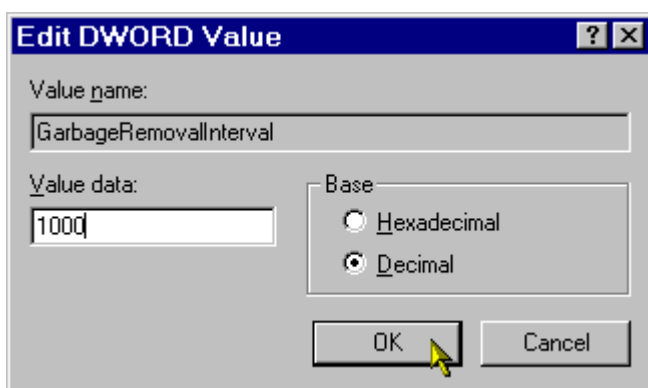 Edit DWORD Value
Value name:
GarbageRemovalInterval
Value data:
1000
Base
Hexadecimal
Decimal
OK
Cancel